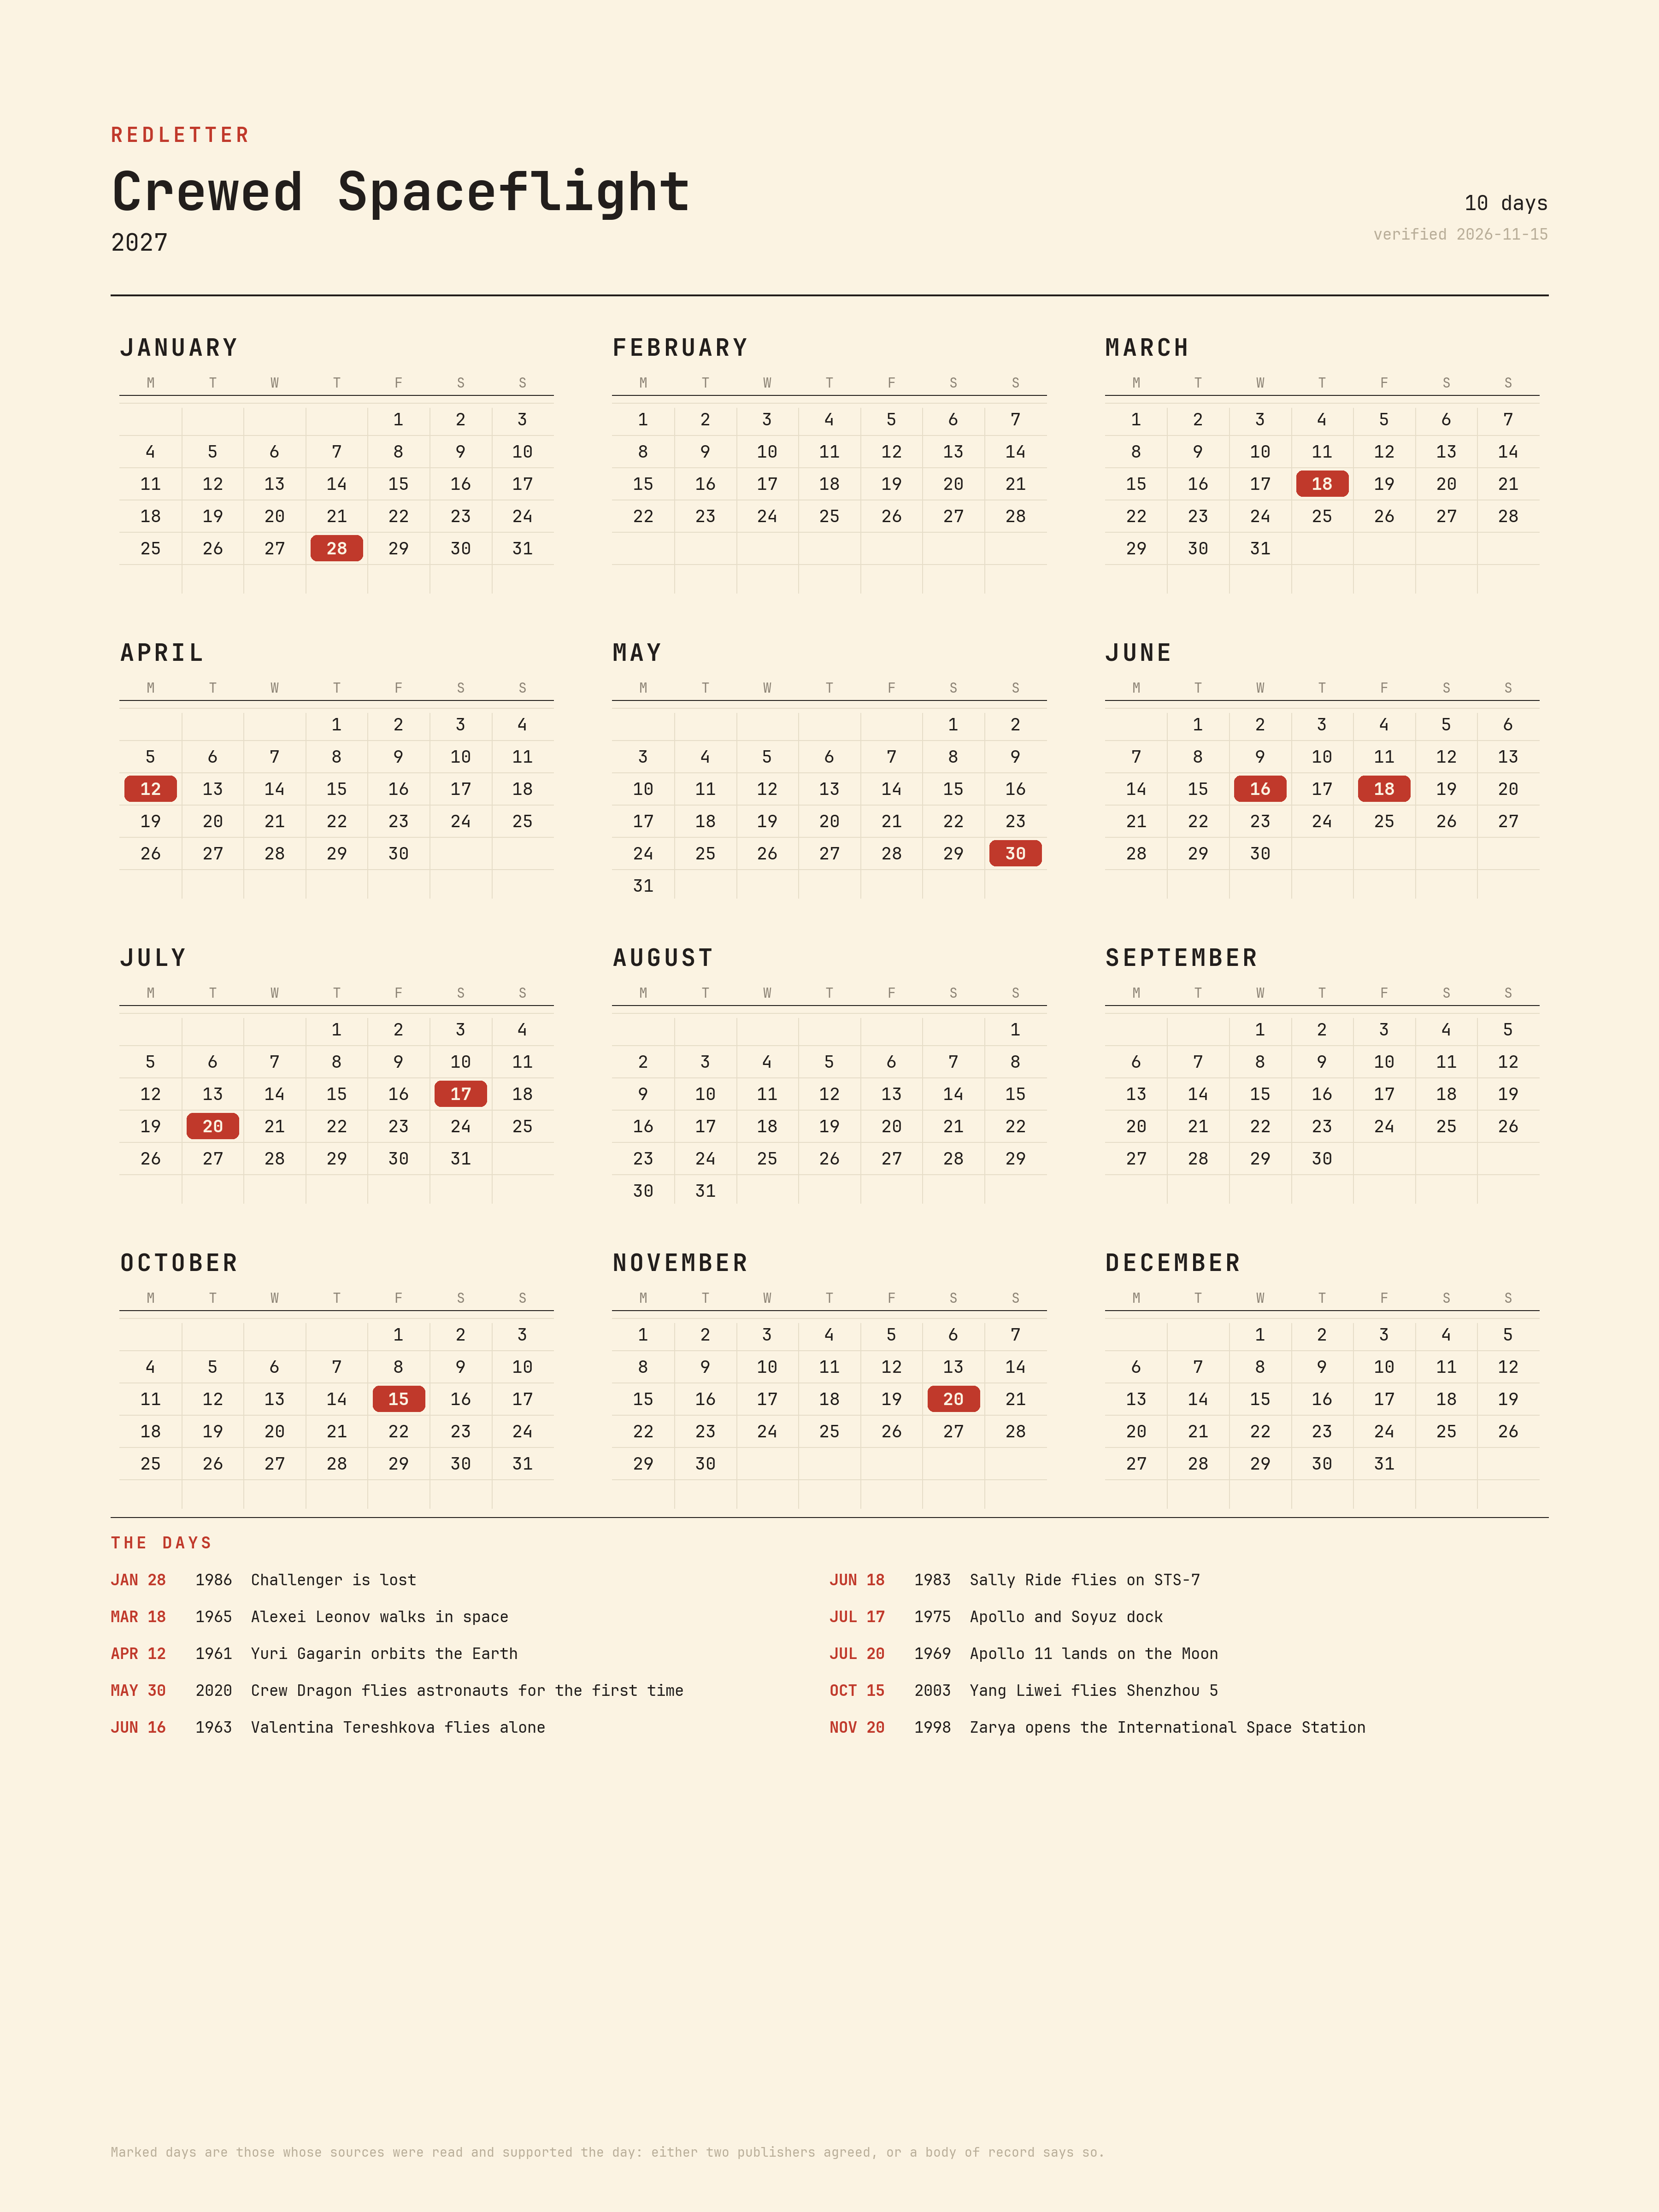 REDLETTER
Crewed Spaceflight
2027
10 days
verified 2026-11-15
JANUARY
M T W T F S S
1 2 3
4 5 6 7 8 9 10
11 12 13 14 15 16 17
18 19 20 21 22 23 24
25 26 27 28 29 30 31
FEBRUARY
M T W T F S S
1 2 3 4 5 6 7
8 9 10 11 12 13 14
15 16 17 18 19 20 21
22 23 24 25 26 27 28
MARCH
M T W T F S S
1 2 3 4 5 6 7
8 9 10 11 12 13 14
15 16 17 18 19 20 21
22 23 24 25 26 27 28
29 30 31
APRIL
M T W T F S S
1 2 3 4
5 6 7 8 9 10 11
12 13 14 15 16 17 18
19 20 21 22 23 24 25
26 27 28 29 30
MAY
M T W T F S S
1 2
3 4 5 6 7 8 9
10 11 12 13 14 15 16
17 18 19 20 21 22 23
24 25 26 27 28 29 30
31
JUNE
M T W T F S S
1 2 3 4 5 6
7 8 9 10 11 12 13
14 15 16 17 18 19 20
21 22 23 24 25 26 27
28 29 30
JULY
M T W T F S S
1 2 3 4
5 6 7 8 9 10 11
12 13 14 15 16 17 18
19 20 21 22 23 24 25
26 27 28 29 30 31
AUGUST
M T W T F S S
1
2 3 4 5 6 7 8
9 10 11 12 13 14 15
16 17 18 19 20 21 22
23 24 25 26 27 28 29
30 31
SEPTEMBER
M T W T F S S
1 2 3 4 5
6 7 8 9 10 11 12
13 14 15 16 17 18 19
20 21 22 23 24 25 26
27 28 29 30
OCTOBER
M T W T F S S
1 2 3
4 5 6 7 8 9 10
11 12 13 14 15 16 17
18 19 20 21 22 23 24
25 26 27 28 29 30 31
NOVEMBER
M T W T F S S
1 2 3 4 5 6 7
8 9 10 11 12 13 14
15 16 17 18 19 20 21
22 23 24 25 26 27 28
29 30
DECEMBER
M T W T F S S
1 2 3 4 5
6 7 8 9 10 11 12
13 14 15 16 17 18 19
20 21 22 23 24 25 26
27 28 29 30 31
THE DAYS
JAN 28 1986 Challenger is lost
MAR 18 1965 Alexei Leonov walks in space
APR 12 1961 Yuri Gagarin orbits the Earth
MAY 30 2020 Crew Dragon flies astronauts for the first time
JUN 16 1963 Valentina Tereshkova flies alone
JUN 18 1983 Sally Ride flies on STS-7
JUL 17 1975 Apollo and Soyuz dock
JUL 20 1969 Apollo 11 lands on the Moon
OCT 15 2003 Yang Liwei flies Shenzhou 5
NOV 20 1998 Zarya opens the International Space Station
Marked days are those whose sources were read and supported the day: either two publishers agreed, or a body of record says so.